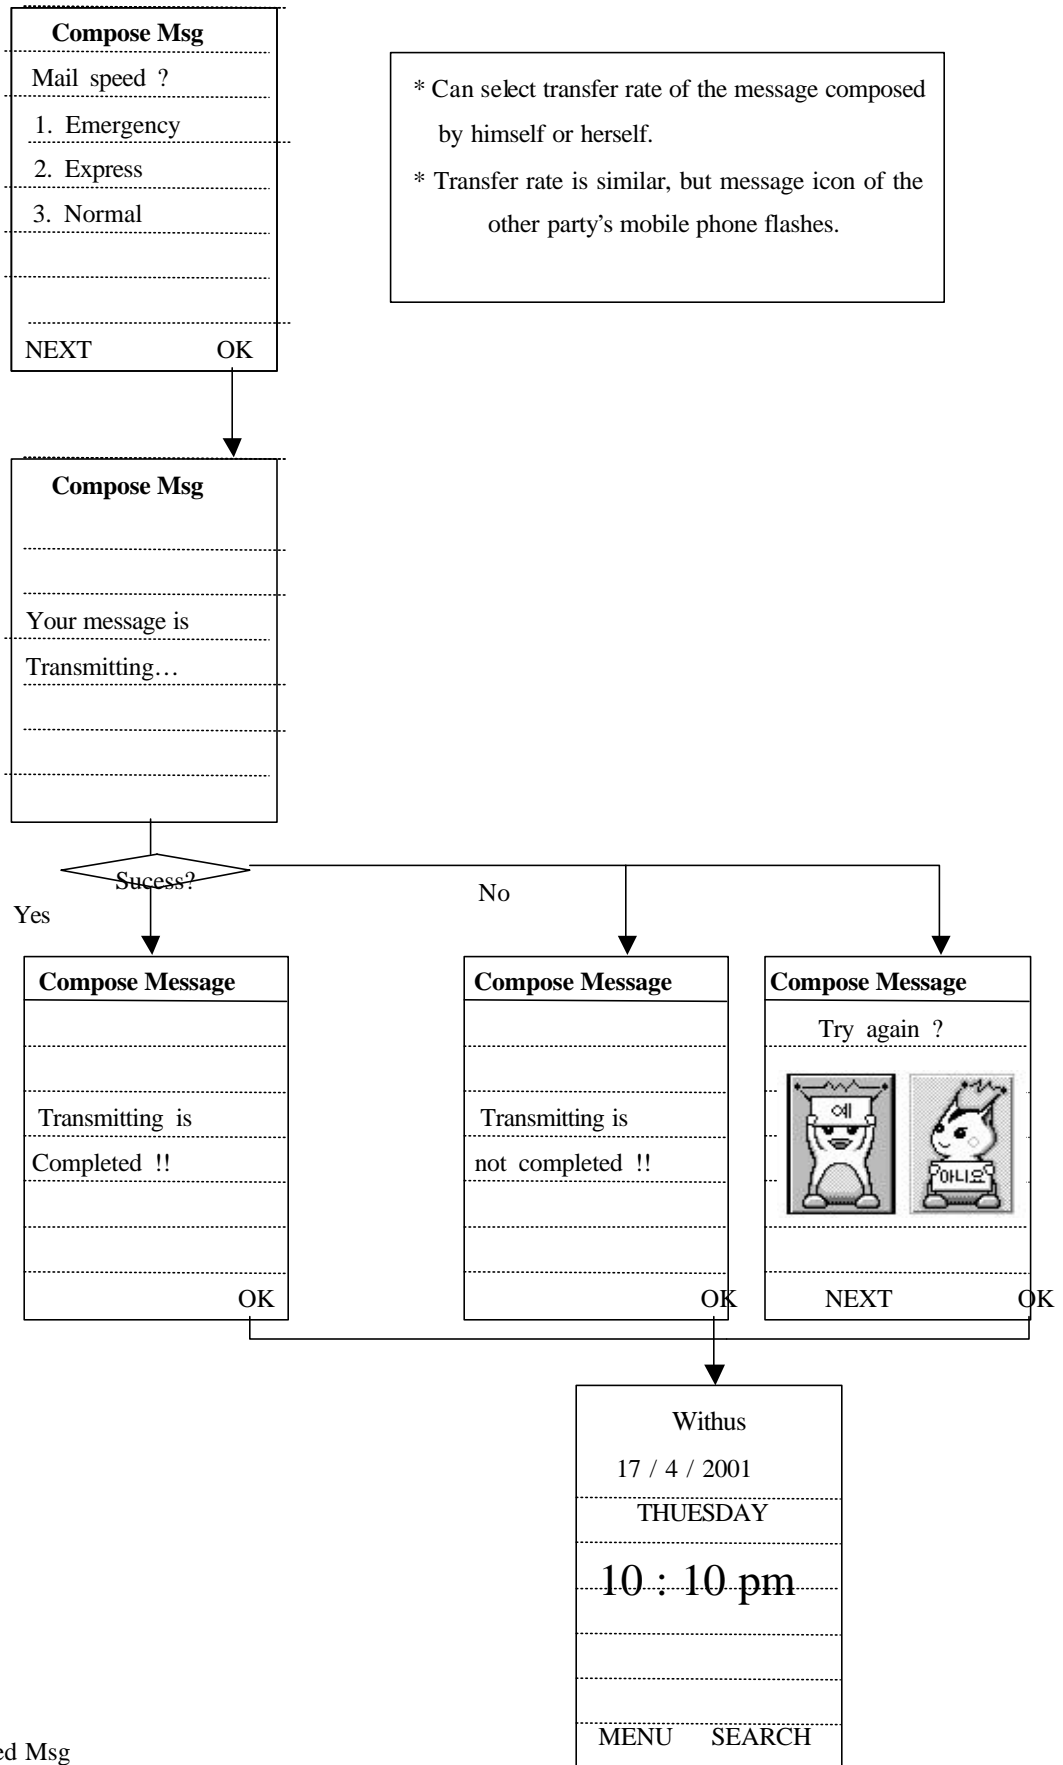 Compose Msg
Mail speed ?
1. Emergency
2. Express
3. Normal
NEXT OK
* Can select transfer rate of the message composed
by himself or herself.
* Transfer rate is similar, but message icon of the
other party's mobile phone flashes.
Compose Msg
Your message is
Transmitting…
Sucess?
Yes
No
Compose Message
Transmitting is
Completed !!
OK
Compose Message
Transmitting is
not completed !!
OK
Compose Message
Try again ?
예
아니요
NEXT OK
Withus
17 / 4 / 2001
THUESDAY
10 : 10 pm
MENU SEARCH
ed Msg